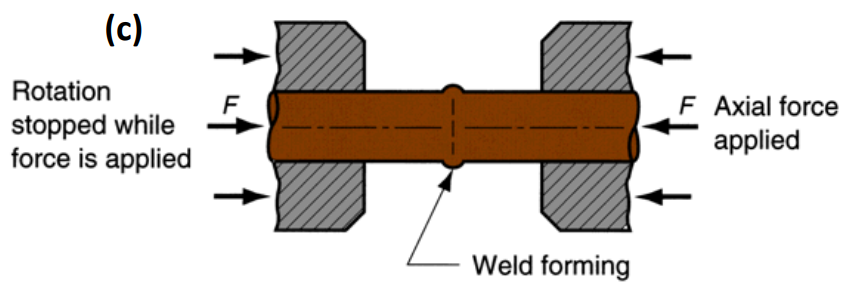 (c)
Rotation
stopped while
force is applied
F
F
Axial force
applied
Weld forming